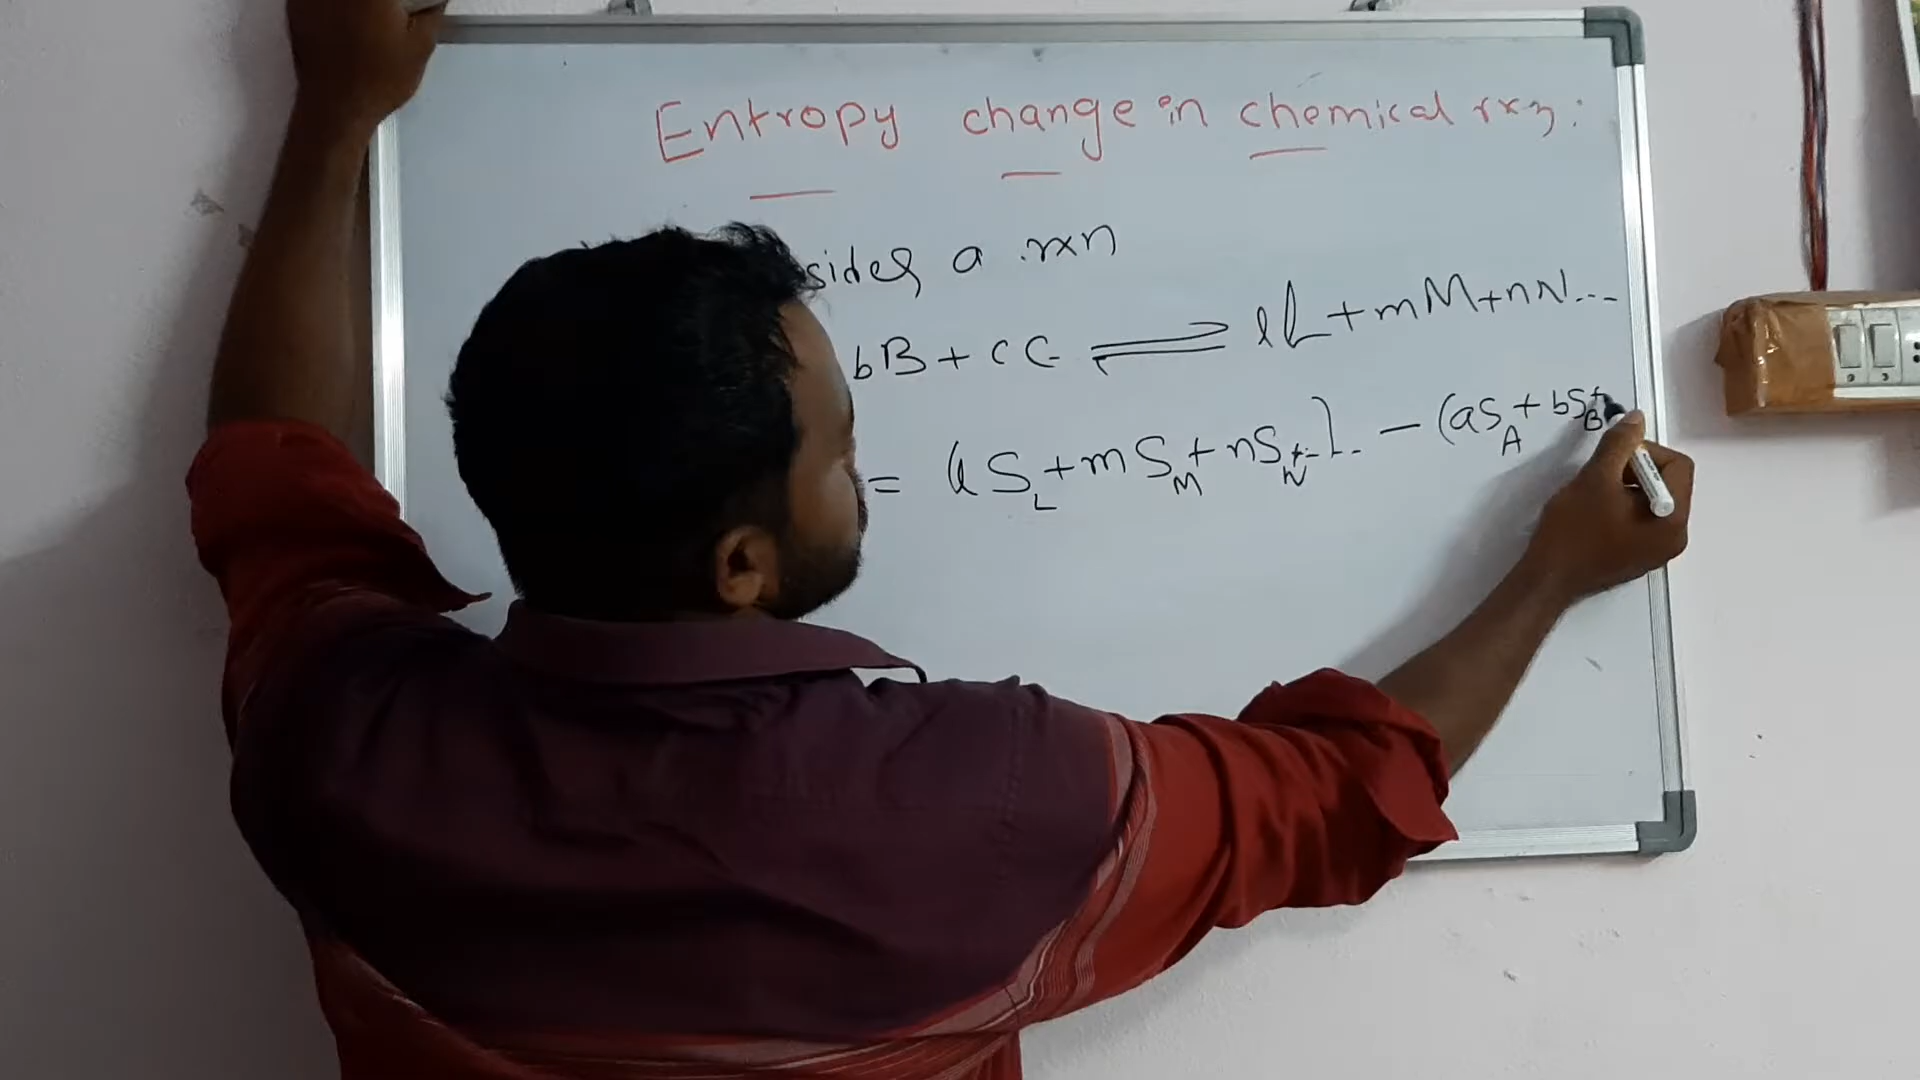 Entropy change in chemical rxn:
sider a rxn
bB + cC ⇌ lL + mM + nN...
= (lS_L + mS_M + nS_N + --]. - (aS_A + bS_B +